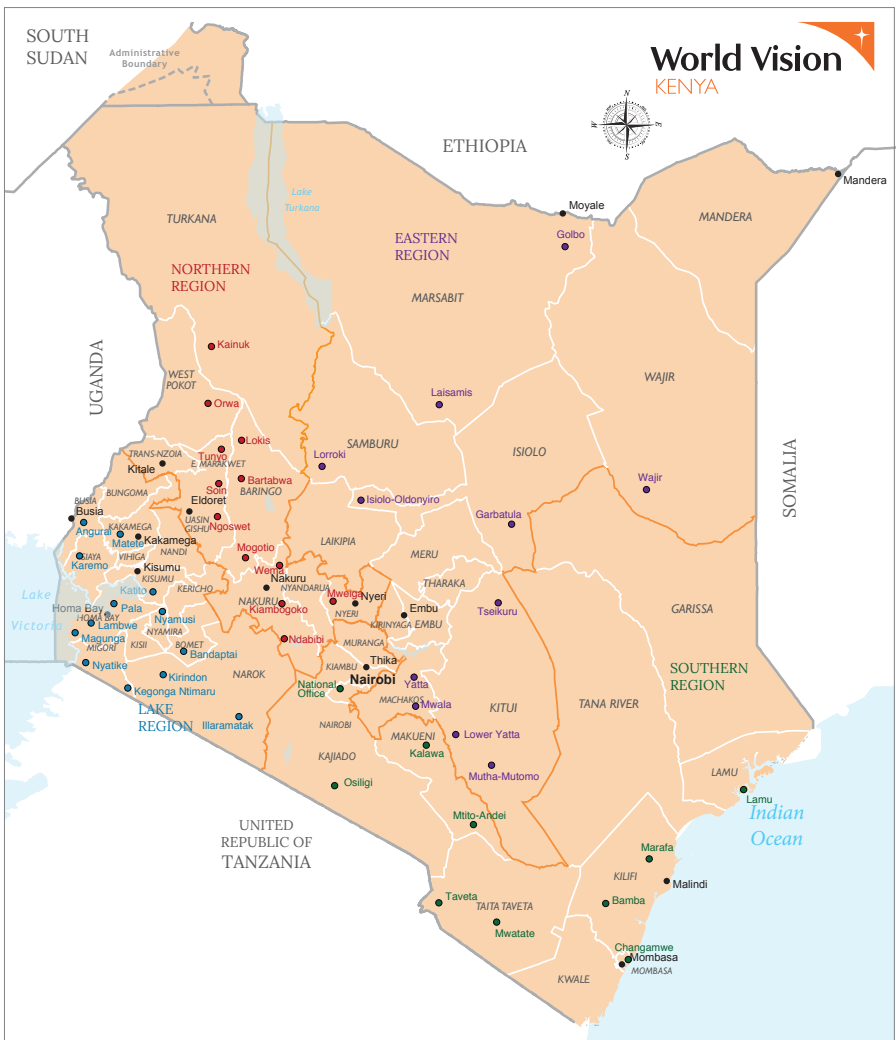 SOUTH
SUDAN
Administrative
Boundary
World Vision
KENYA
N
W
E
S
ETHIOPIA
Mandera
Lake
Turkana
Moyale
TURKANA
MANDERA
EASTERN
REGION
Golbo
NORTHERN
REGION
MARSABIT
Kainuk
UGANDA
WEST
POKOT
WAJIR
Laisamis
Orwa
Lokis
SAMBURU
ISIOLO
SOMALIA
TRANS-NZOIA
Tunyo
Lorroki
Kitale
E. MARAKWET
Bartabwa
Wajir
BUNGOMA
Soin
BARINGO
BUSIA
Eldoret
Isiolo-Oldonyiro
Busia
Garbatula
Angurai
KAKAMEGA
UASIN
GISHU
Ngoswet
Matete
Kakamega
LAIKIPIA
SIAYA
VIHIGA
NANDI
Mogotio
MERU
Karemo
Kisumu
Wema
KISUMU
Nakuru
THARAKA
Katito
KERICHO
NYANDARUA
Lake
Victoria
NAKURU
Mweiga
Nyeri
Homa Bay
Pala
Kiambogoko
NYERI
Embu
Tseikuru
GARISSA
HOMA BAY
Nyamusi
KIRINYAGA
EMBU
Lambwe
NYAMIRA
Magunga
MIGORI
KISII
BOMET
Ndabibi
MURANGA
Bandaptai
Nyatike
KIAMBU
Thika
Kirindon
NAROK
Nairobi
SOUTHERN
REGION
Kegonga Ntimaru
National
Office
Yatta
MACHAKOS
TANA RIVER
LAKE
REGION
Mwala
KITUI
Illaramatak
NAIROBI
MAKUENI
Lower Yatta
Kalawa
KAJIADO
Mutha-Mutomo
LAMU
Osiligi
Lamu
Mtito-Andei
Indian
Ocean
UNITED
REPUBLIC OF
TANZANIA
Marafa
KILIFI
Malindi
Taveta
TAITA TAVETA
Bamba
Mwatate
Changamwe
Mombasa
MOMBASA
KWALE